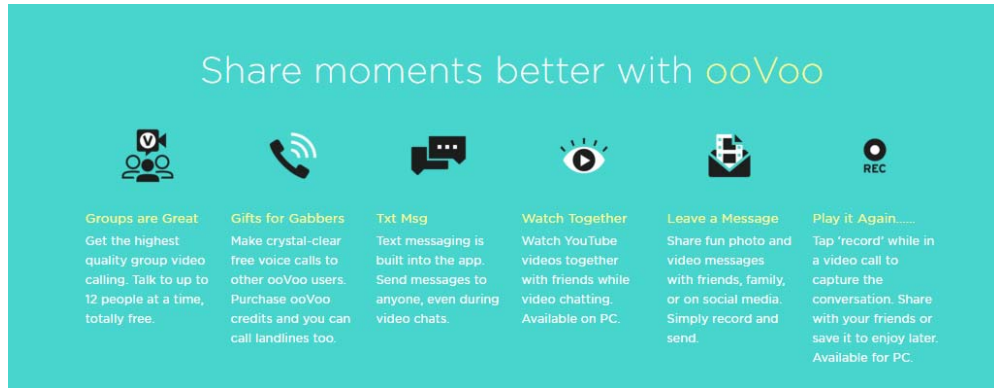 Share moments better with ooVoo
V
REC
Groups are Great
Get the highest
quality group video
calling. Talk to up to
12 people at a time,
totally free.
Gifts for Gabbers
Make crystal-clear
free voice calls to
other ooVoo users.
Purchase ooVoo
credits and you can
call landlines too.
Txt Msg
Text messaging is
built into the app.
Send messages to
anyone, even during
video chats.
Watch Together
Watch YouTube
videos together
with friends while
video chatting.
Available on PC.
Leave a Message
Share fun photo and
video messages
with friends, family,
or on social media.
Simply record and
send.
Play it Again......
Tap 'record' while in
a video call to
capture the
conversation. Share
with your friends or
save it to enjoy later.
Available for PC.